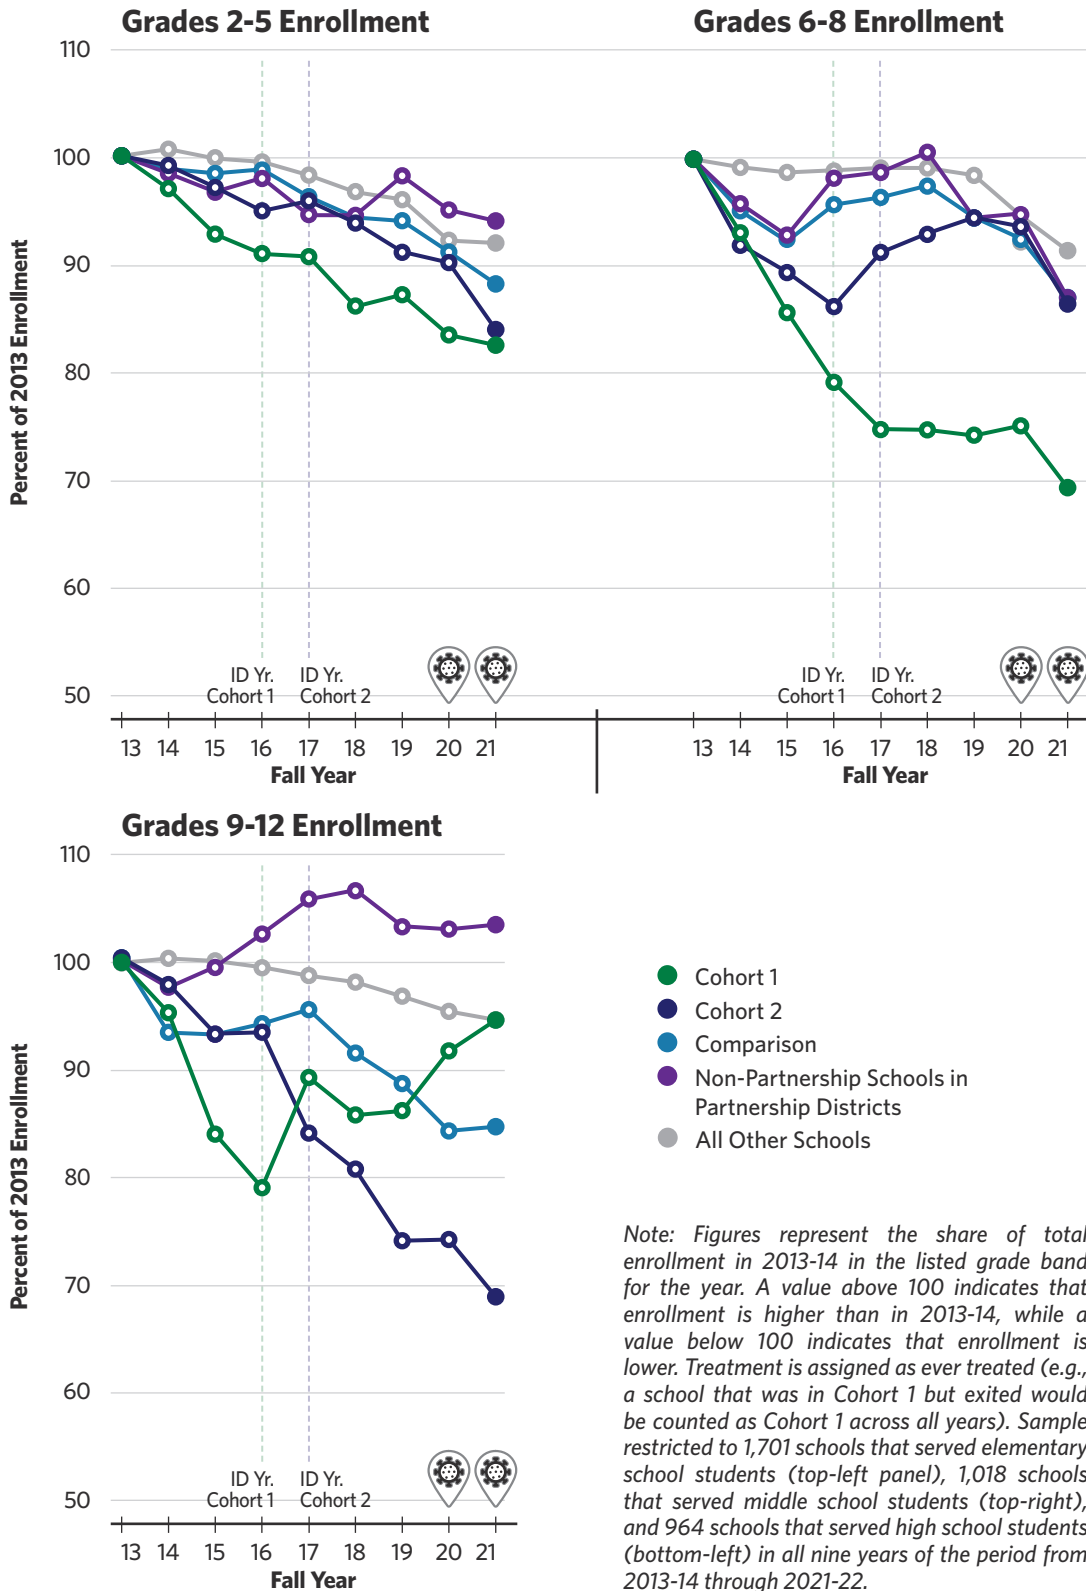 Grades 2-5 Enrollment
Percent of 2013 Enrollment
110
100
90
80
70
60
50
ID Yr.
Cohort 1
ID Yr.
Cohort 2
13 14 15 16 17 18 19 20 21
Fall Year
Grades 6-8 Enrollment
ID Yr.
Cohort 1
ID Yr.
Cohort 2
13 14 15 16 17 18 19 20 21
Fall Year
Grades 9-12 Enrollment
Percent of 2013 Enrollment
110
100
90
80
70
60
50
ID Yr.
Cohort 1
ID Yr.
Cohort 2
13 14 15 16 17 18 19 20 21
Fall Year
Cohort 1
Cohort 2
Comparison
Non-Partnership Schools in
Partnership Districts
All Other Schools
Note: Figures represent the share of total
enrollment in 2013-14 in the listed grade band
for the year. A value above 100 indicates that
enrollment is higher than in 2013-14, while a
value below 100 indicates that enrollment is
lower. Treatment is assigned as ever treated (e.g.,
a school that was in Cohort 1 but exited would
be counted as Cohort 1 across all years). Sample
restricted to 1,701 schools that served elementary
school students (top-left panel), 1,018 schools
that served middle school students (top-right),
and 964 schools that served high school students
(bottom-left) in all nine years of the period from
2013-14 through 2021-22.